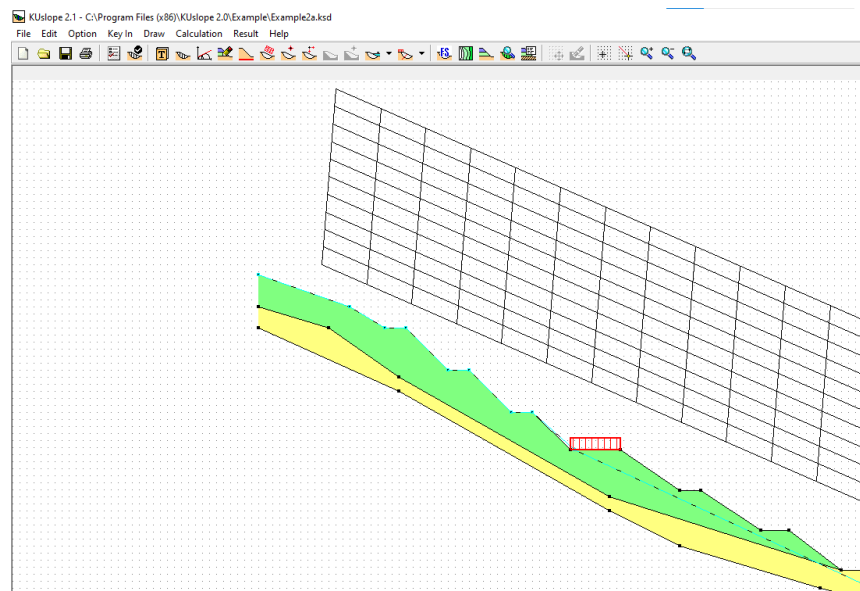 KUslope 2.1 - C:\Program Files (x86)\KUslope 2.0\Example\Example2a.ksd
File Edit Option Key In Draw Calculation Result Help
T FS